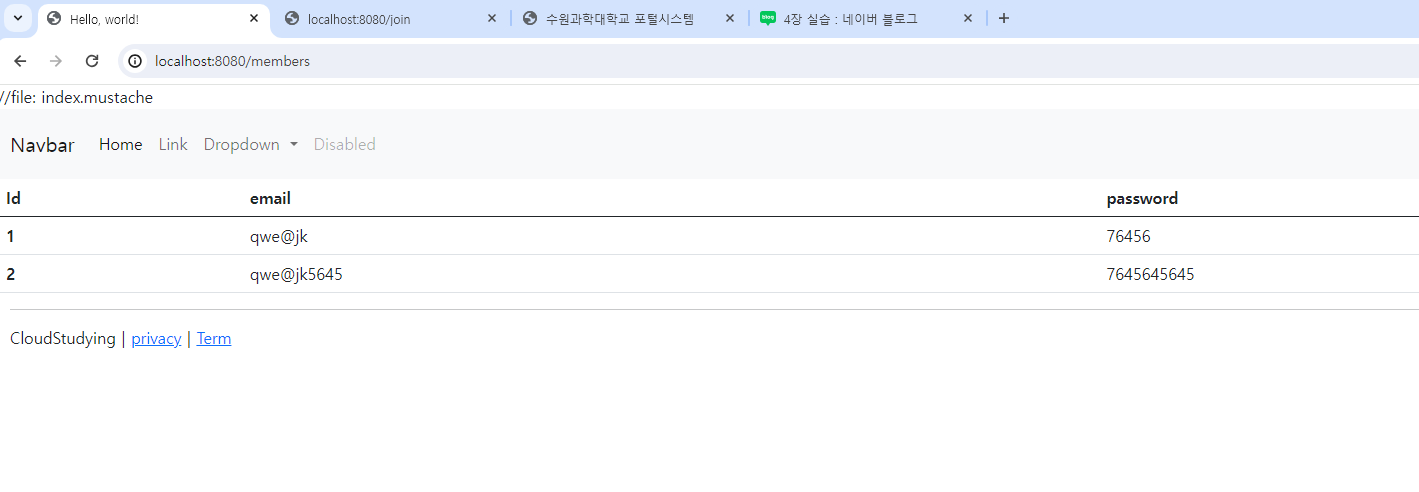 Hello, world!
localhost:8080/join
수원과학대학교 포털시스템
blog
4장 실습 : 네이버 블로그
localhost:8080/members
//file: index.mustache
Navbar Home Link Dropdown Disabled
Id email password
1 qwe@jk 76456
2 qwe@jk5645 7645645645
CloudStudying | privacy | Term